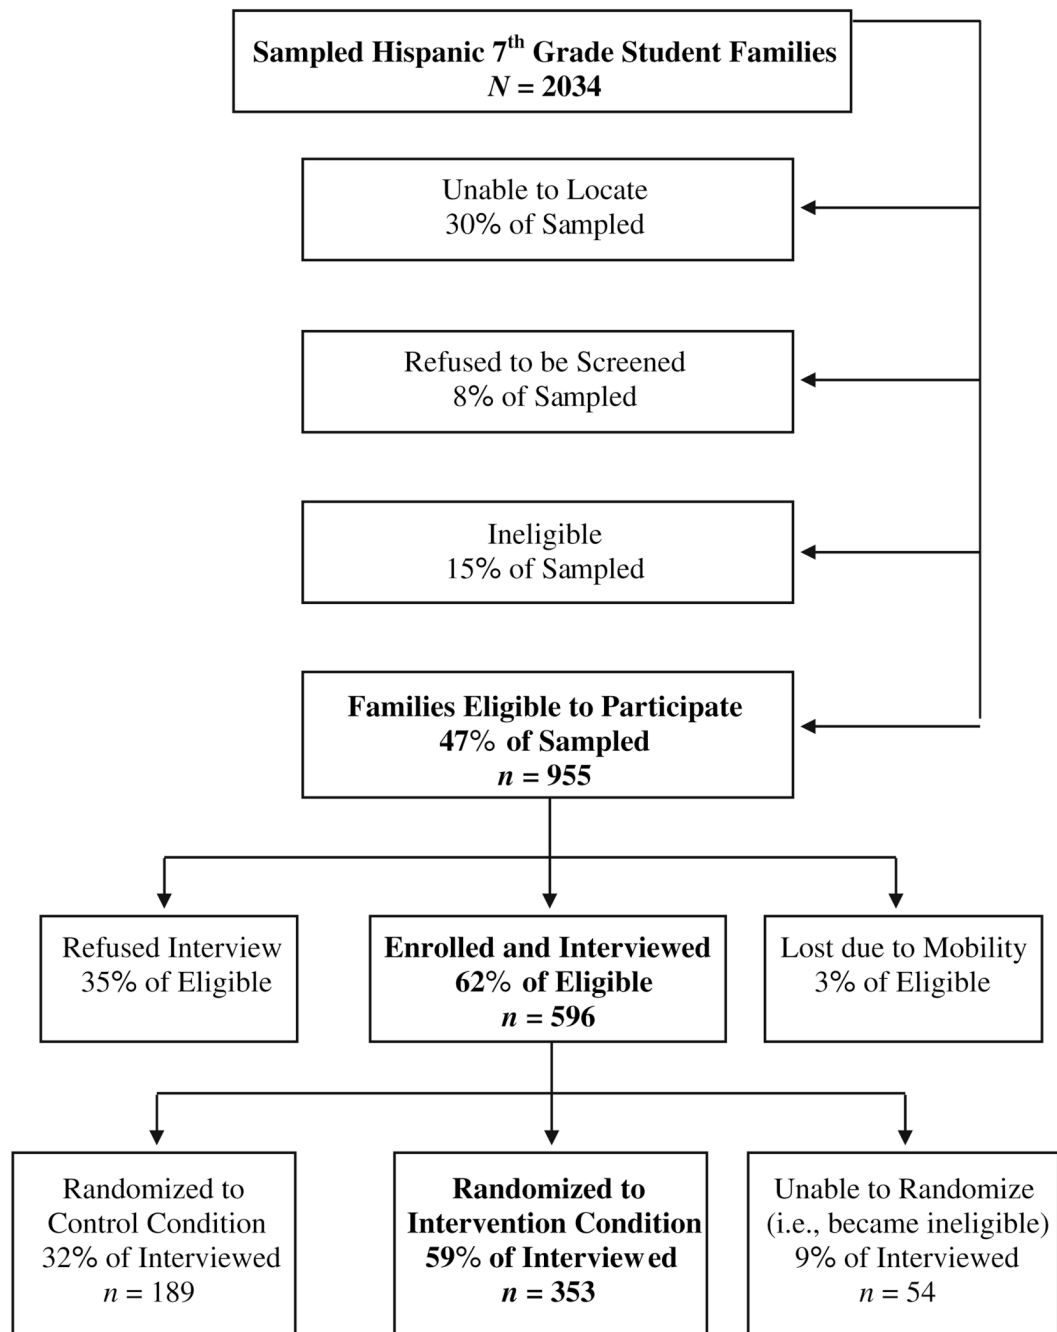 Sampled Hispanic 7th Grade Student Families
N = 2034
Unable to Locate
30% of Sampled
Refused to be Screened
8% of Sampled
Ineligible
15% of Sampled
Families Eligible to Participate
47% of Sampled
n = 955
Refused Interview
35% of Eligible
Enrolled and Interviewed
62% of Eligible
n = 596
Lost due to Mobility
3% of Eligible
Randomized to
Control Condition
32% of Interviewed
n = 189
Randomized to
Intervention Condition
59% of Interviewed
n = 353
Unable to Randomize
(i.e., became ineligible)
9% of Interviewed
n = 54